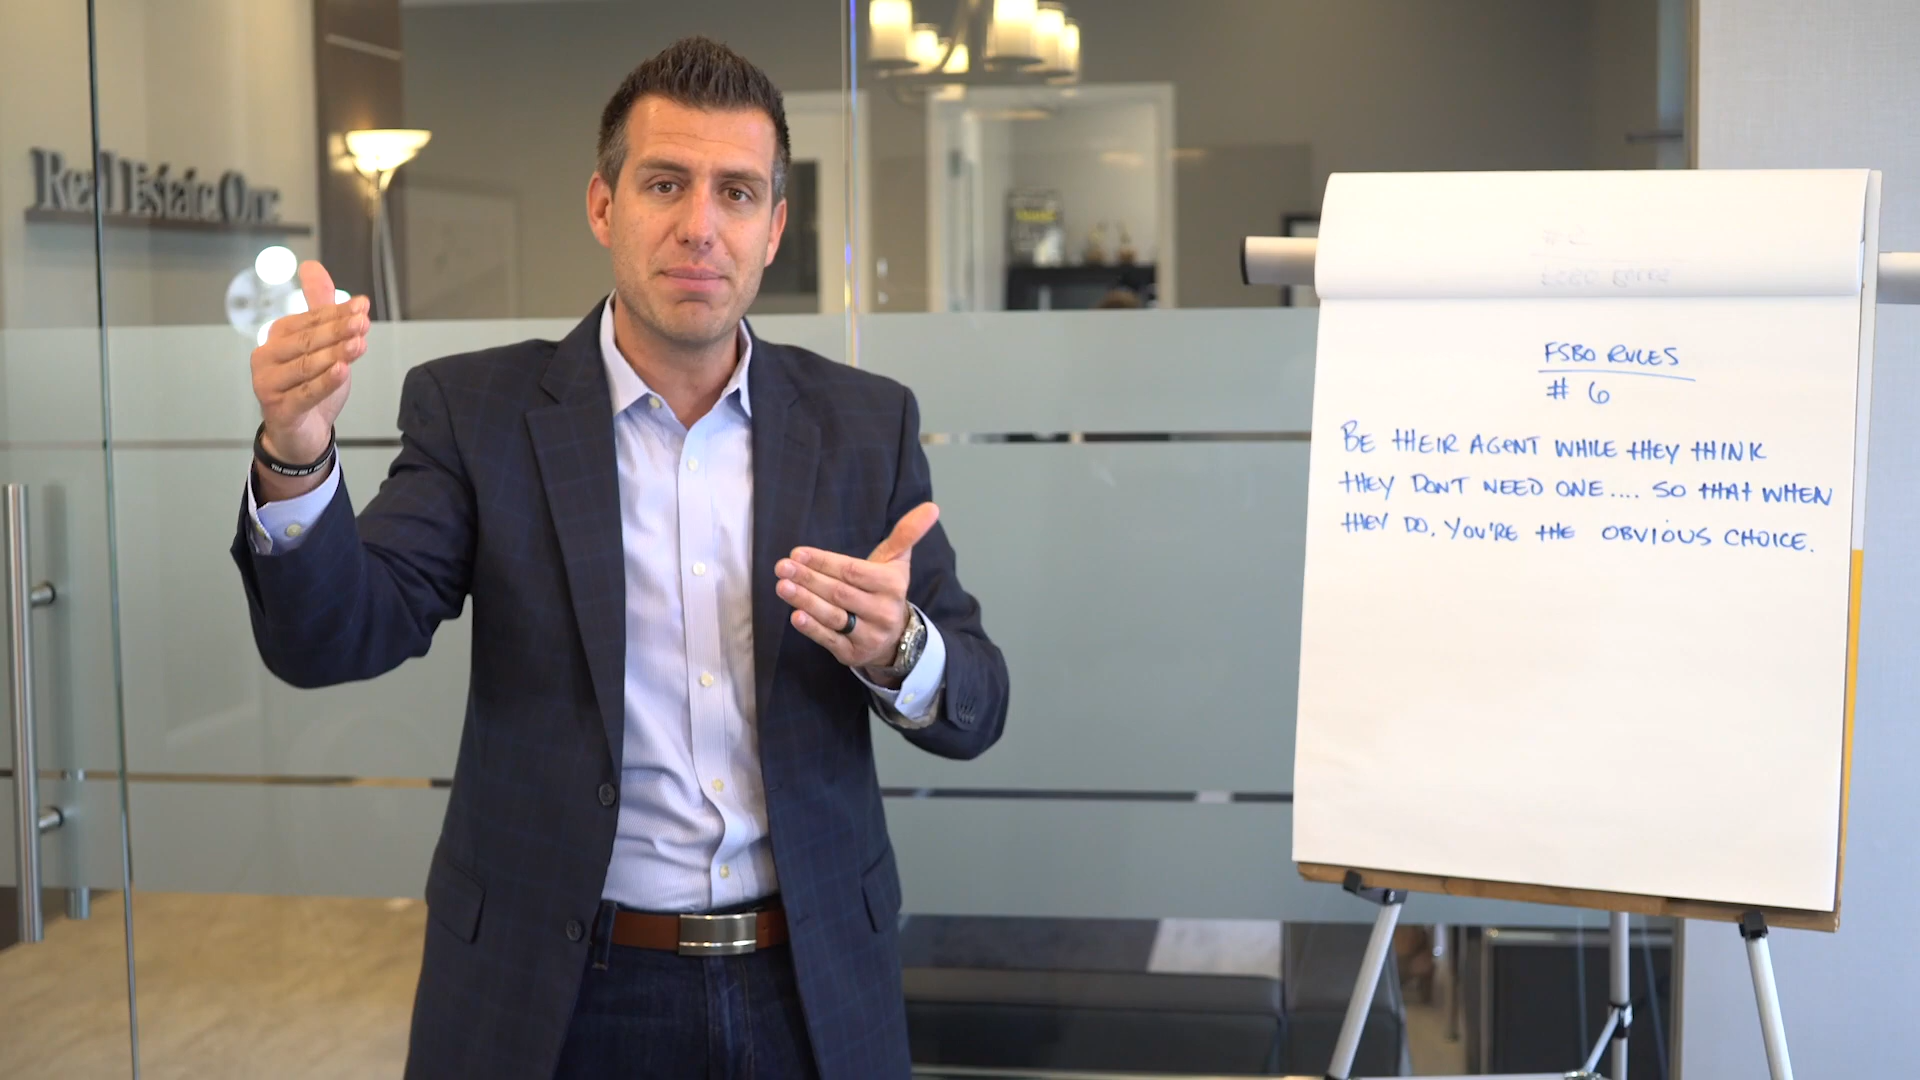 Real Estate One
FSBO RULES
# 6
BE THEIR AGENT WHILE THEY THINK
THEY DONT NEED ONE.... SO THAT WHEN
THEY DO, YOU'RE THE OBVIOUS CHOICE.